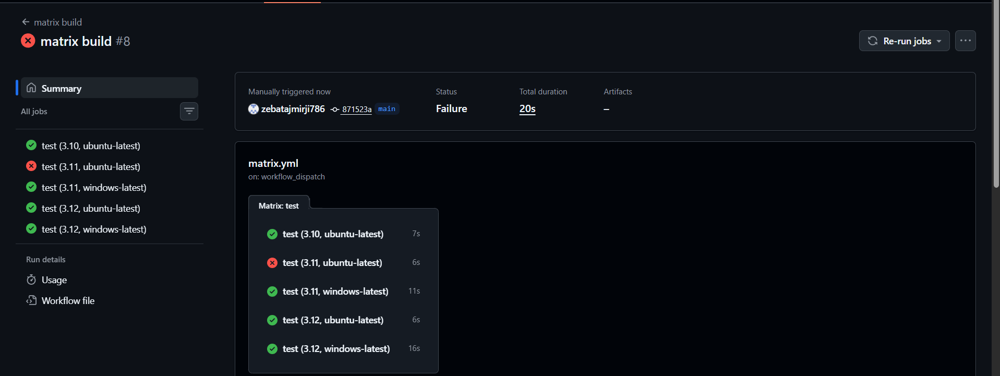 matrix build
matrix build #8
Re-run jobs
Summary
All jobs
test (3.10, ubuntu-latest)
test (3.11, ubuntu-latest)
test (3.11, windows-latest)
test (3.12, ubuntu-latest)
test (3.12, windows-latest)
Run details
Usage
Workflow file
Manually triggered now
zebatajmirji786 871523a main
Status
Failure
Total duration
20s
Artifacts
–
matrix.yml
on: workflow_dispatch
Matrix: test
test (3.10, ubuntu-latest) 7s
test (3.11, ubuntu-latest) 6s
test (3.11, windows-latest) 11s
test (3.12, ubuntu-latest) 6s
test (3.12, windows-latest) 16s